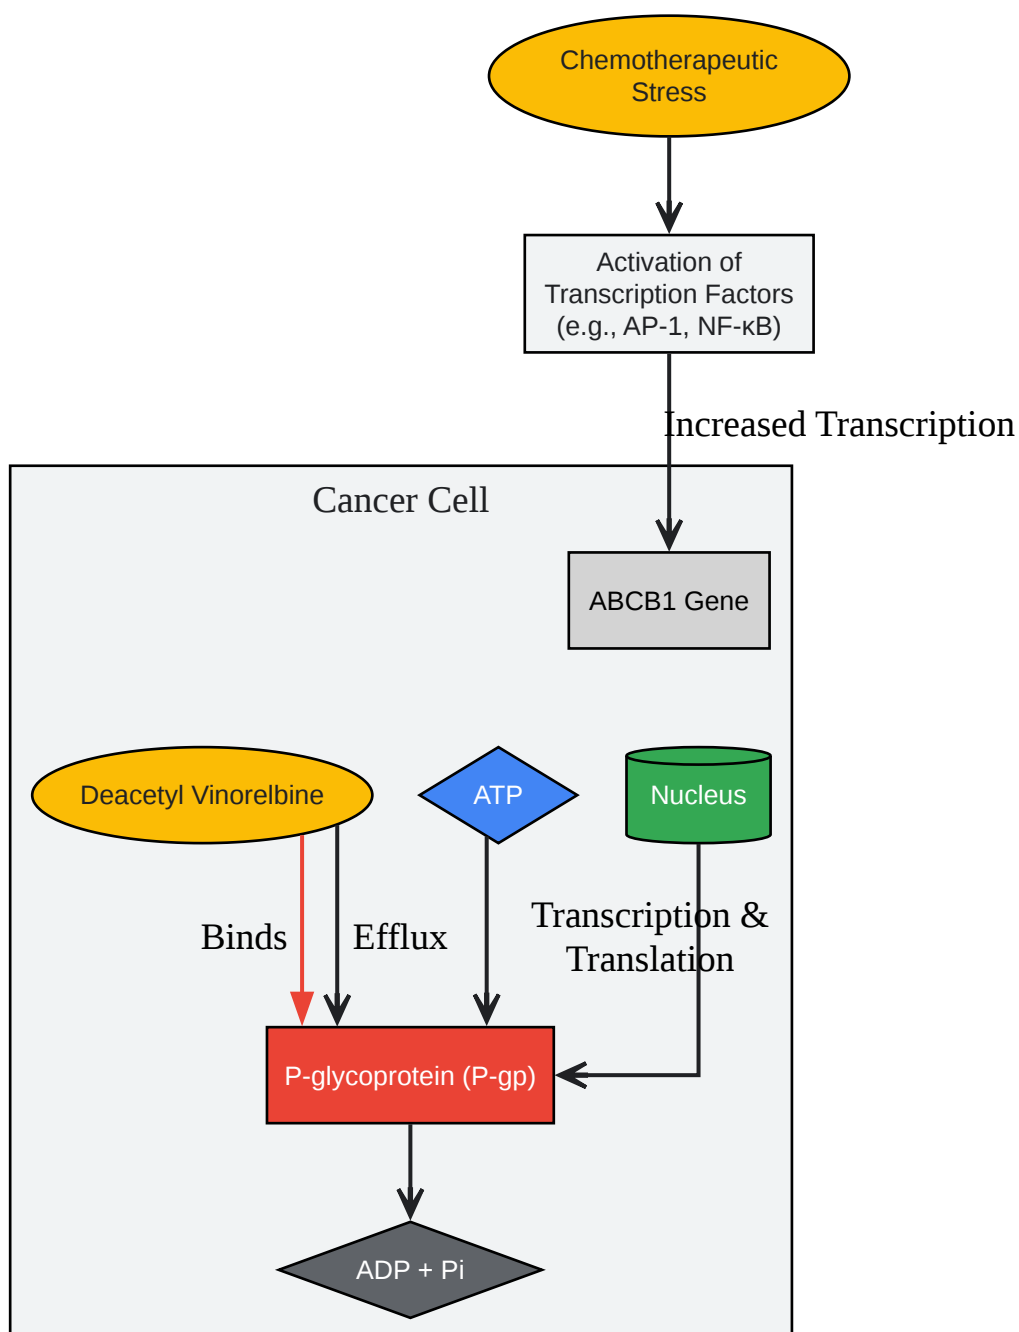 Chemotherapeutic
Stress
Activation of
Transcription Factors
(e.g., AP-1, NF-κB)
Increased Transcription
Cancer Cell
ABCB1 Gene
Deacetyl Vinorelbine
ATP
Nucleus
Binds
Efflux
Transcription &
Translation
P-glycoprotein (P-gp)
ADP + Pi